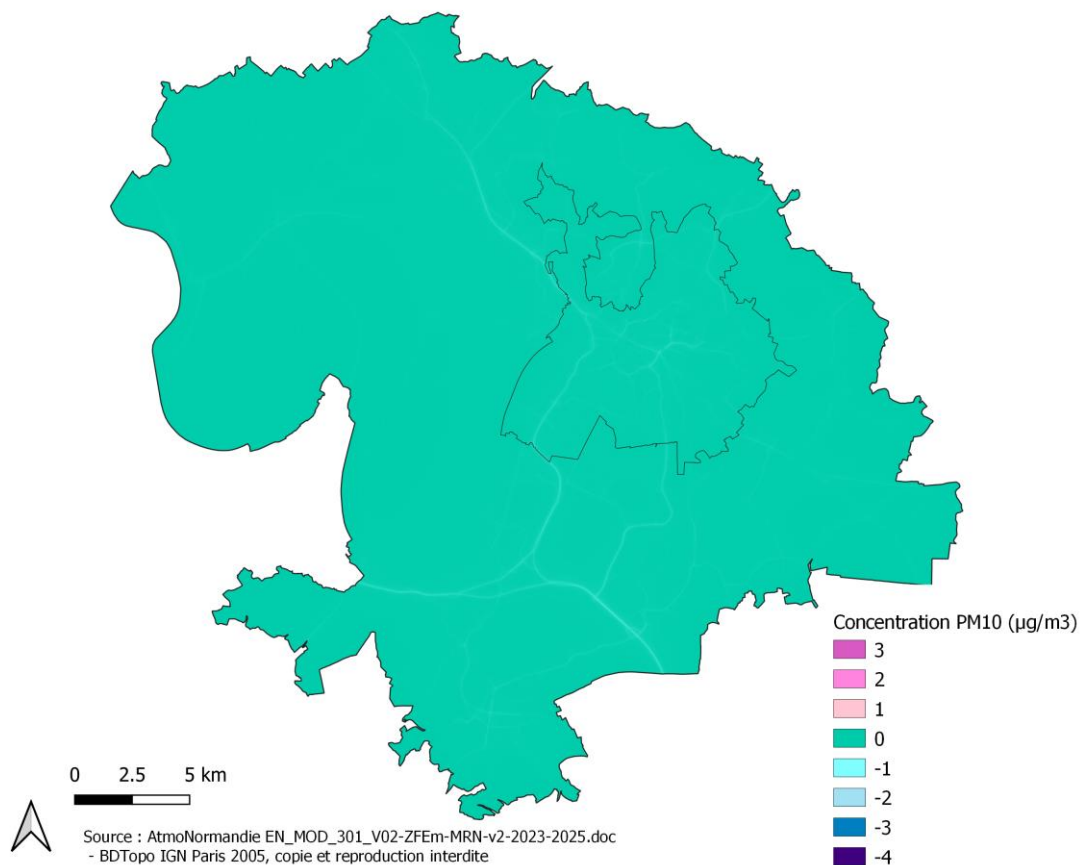 Concentration PM10 (µg/m3)
3
2
1
0
-1
-2
-3
-4
0 2.5 5 km
Source : AtmoNormandie EN_MOD_301_V02-ZFEm-MRN-v2-2023-2025.doc
- BDTopo IGN Paris 2005, copie et reproduction interdite